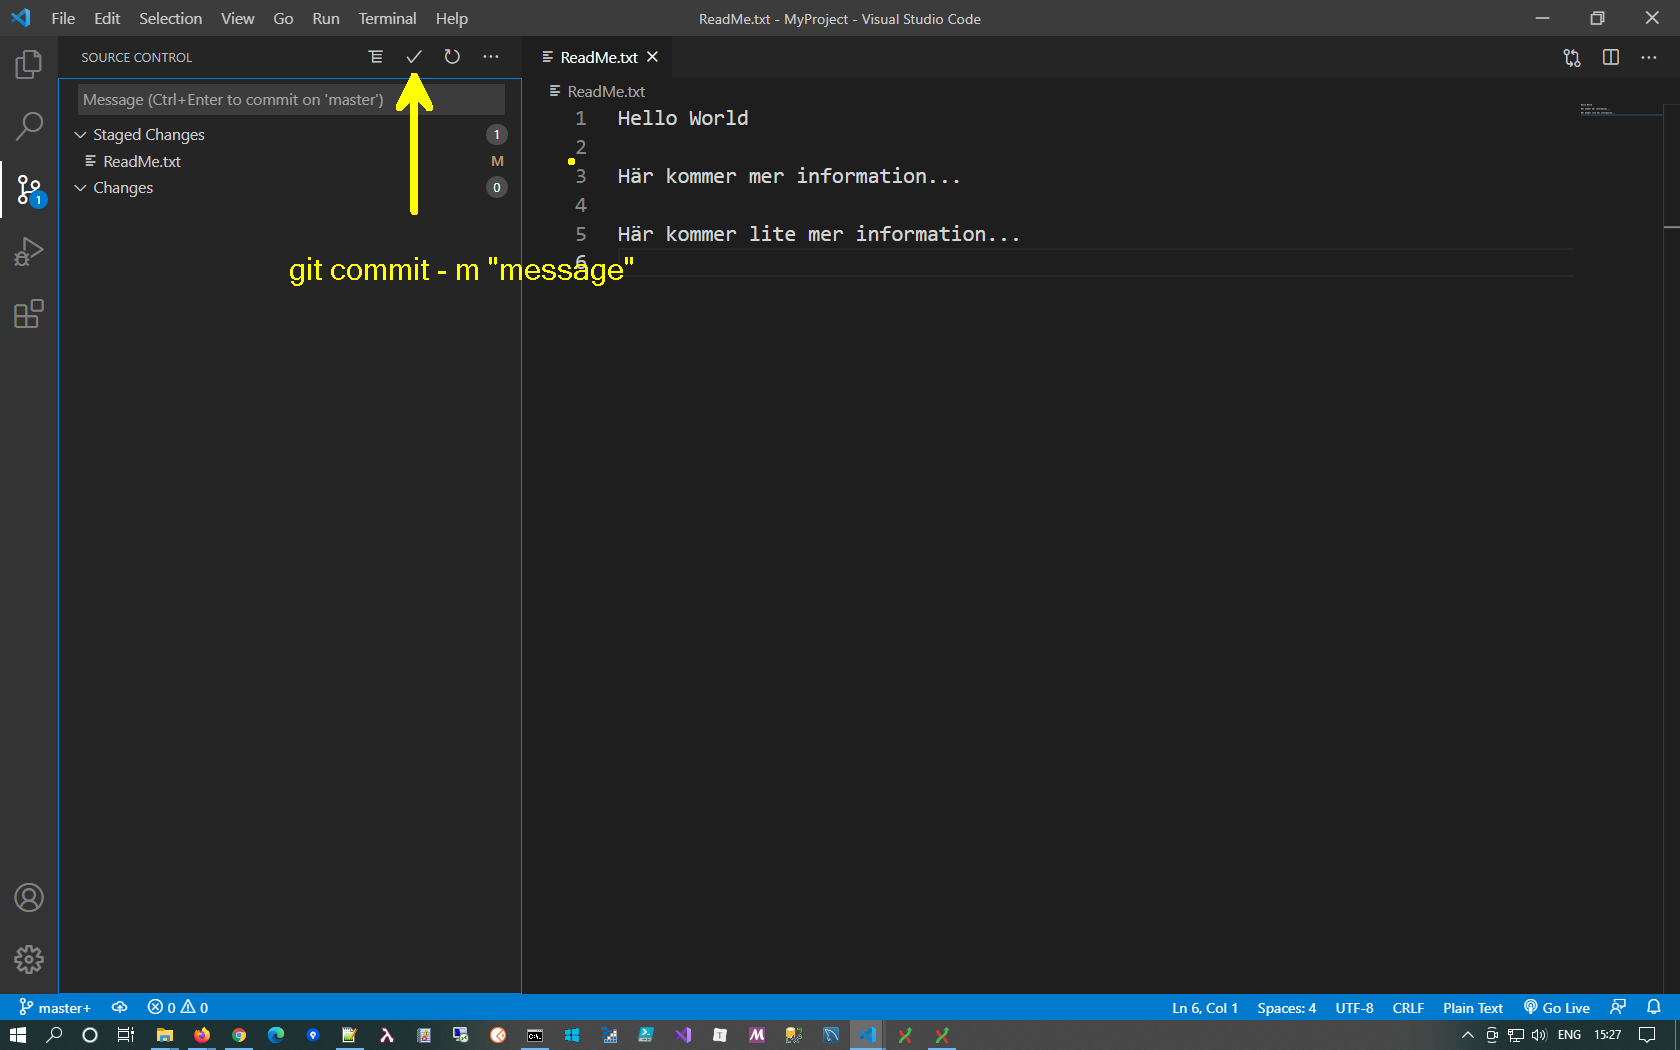 File Edit Selection View Go Run Terminal Help
ReadMe.txt - MyProject - Visual Studio Code
SOURCE CONTROL
ReadMe.txt
Message (Ctrl+Enter to commit on 'master')
Staged Changes 1
ReadMe.txt M
Changes 0
1
git commit - m "message"
ReadMe.txt
1 Hello World
2
3 Här kommer mer information...
4
5 Här kommer lite mer information...
6
master+ 0 0
Ln 6, Col 1 Spaces: 4 UTF-8 CRLF Plain Text Go Live
ENG 15:27